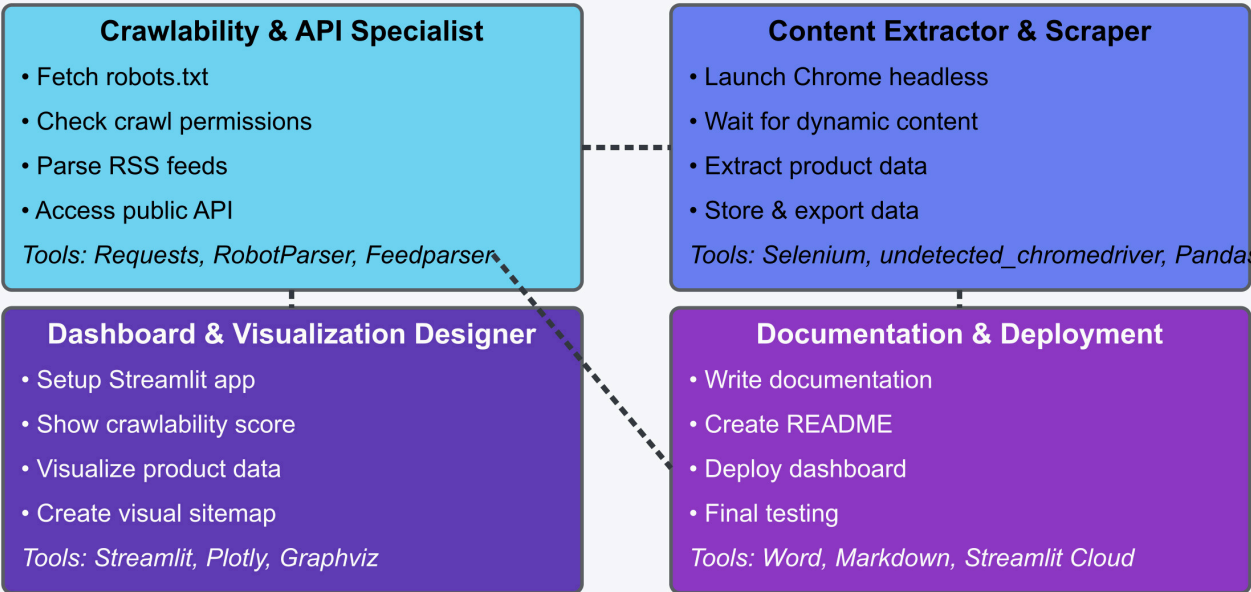 Crawlability & API Specialist
• Fetch robots.txt
• Check crawl permissions
• Parse RSS feeds
• Access public API
Tools: Requests, RobotParser, Feedparser
Content Extractor & Scraper
• Launch Chrome headless
• Wait for dynamic content
• Extract product data
• Store & export data
Tools: Selenium, undetected_chromedriver, Pandas
Dashboard & Visualization Designer
• Setup Streamlit app
• Show crawlability score
• Visualize product data
• Create visual sitemap
Tools: Streamlit, Plotly, Graphviz
Documentation & Deployment
• Write documentation
• Create README
• Deploy dashboard
• Final testing
Tools: Word, Markdown, Streamlit Cloud